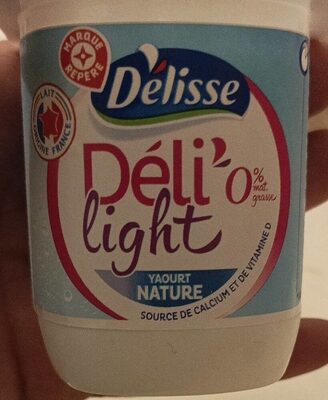 MARQUE
REPÈRE
Délisse
LAIT
ORIGINE FRANCE
Déli'0%
mat.
grasse
light
YAOURT
NATURE
SOURCE DE CALCIUM ET DE VITAMINE D